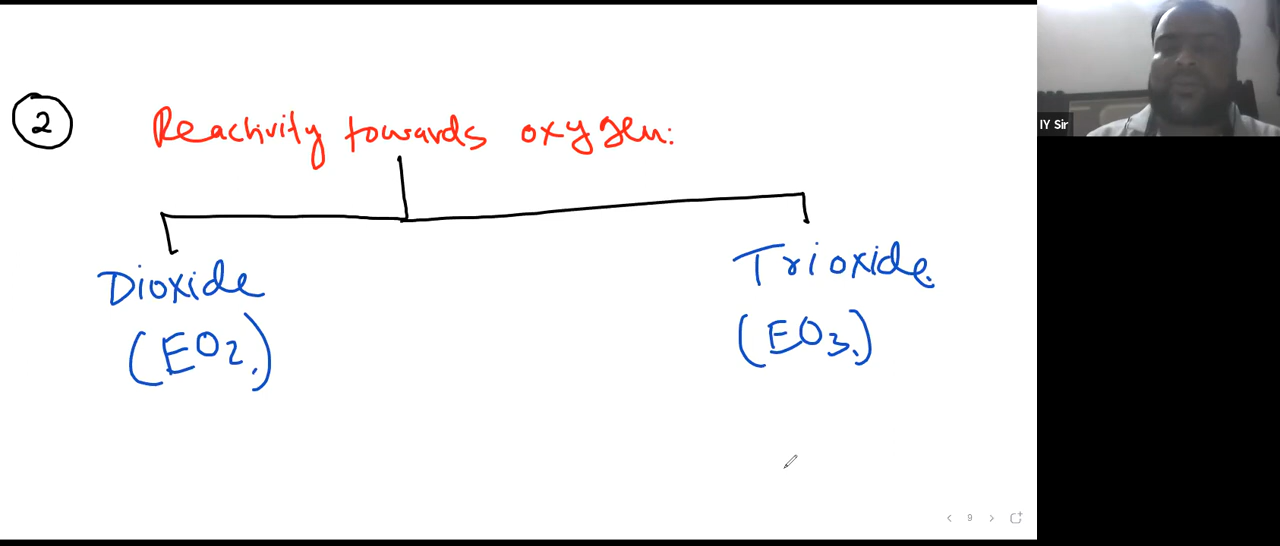 2 Reactivity towards oxygen:
Dioxide
(EO2.)
Trioxide.
(EO3.)
IY Sir
9